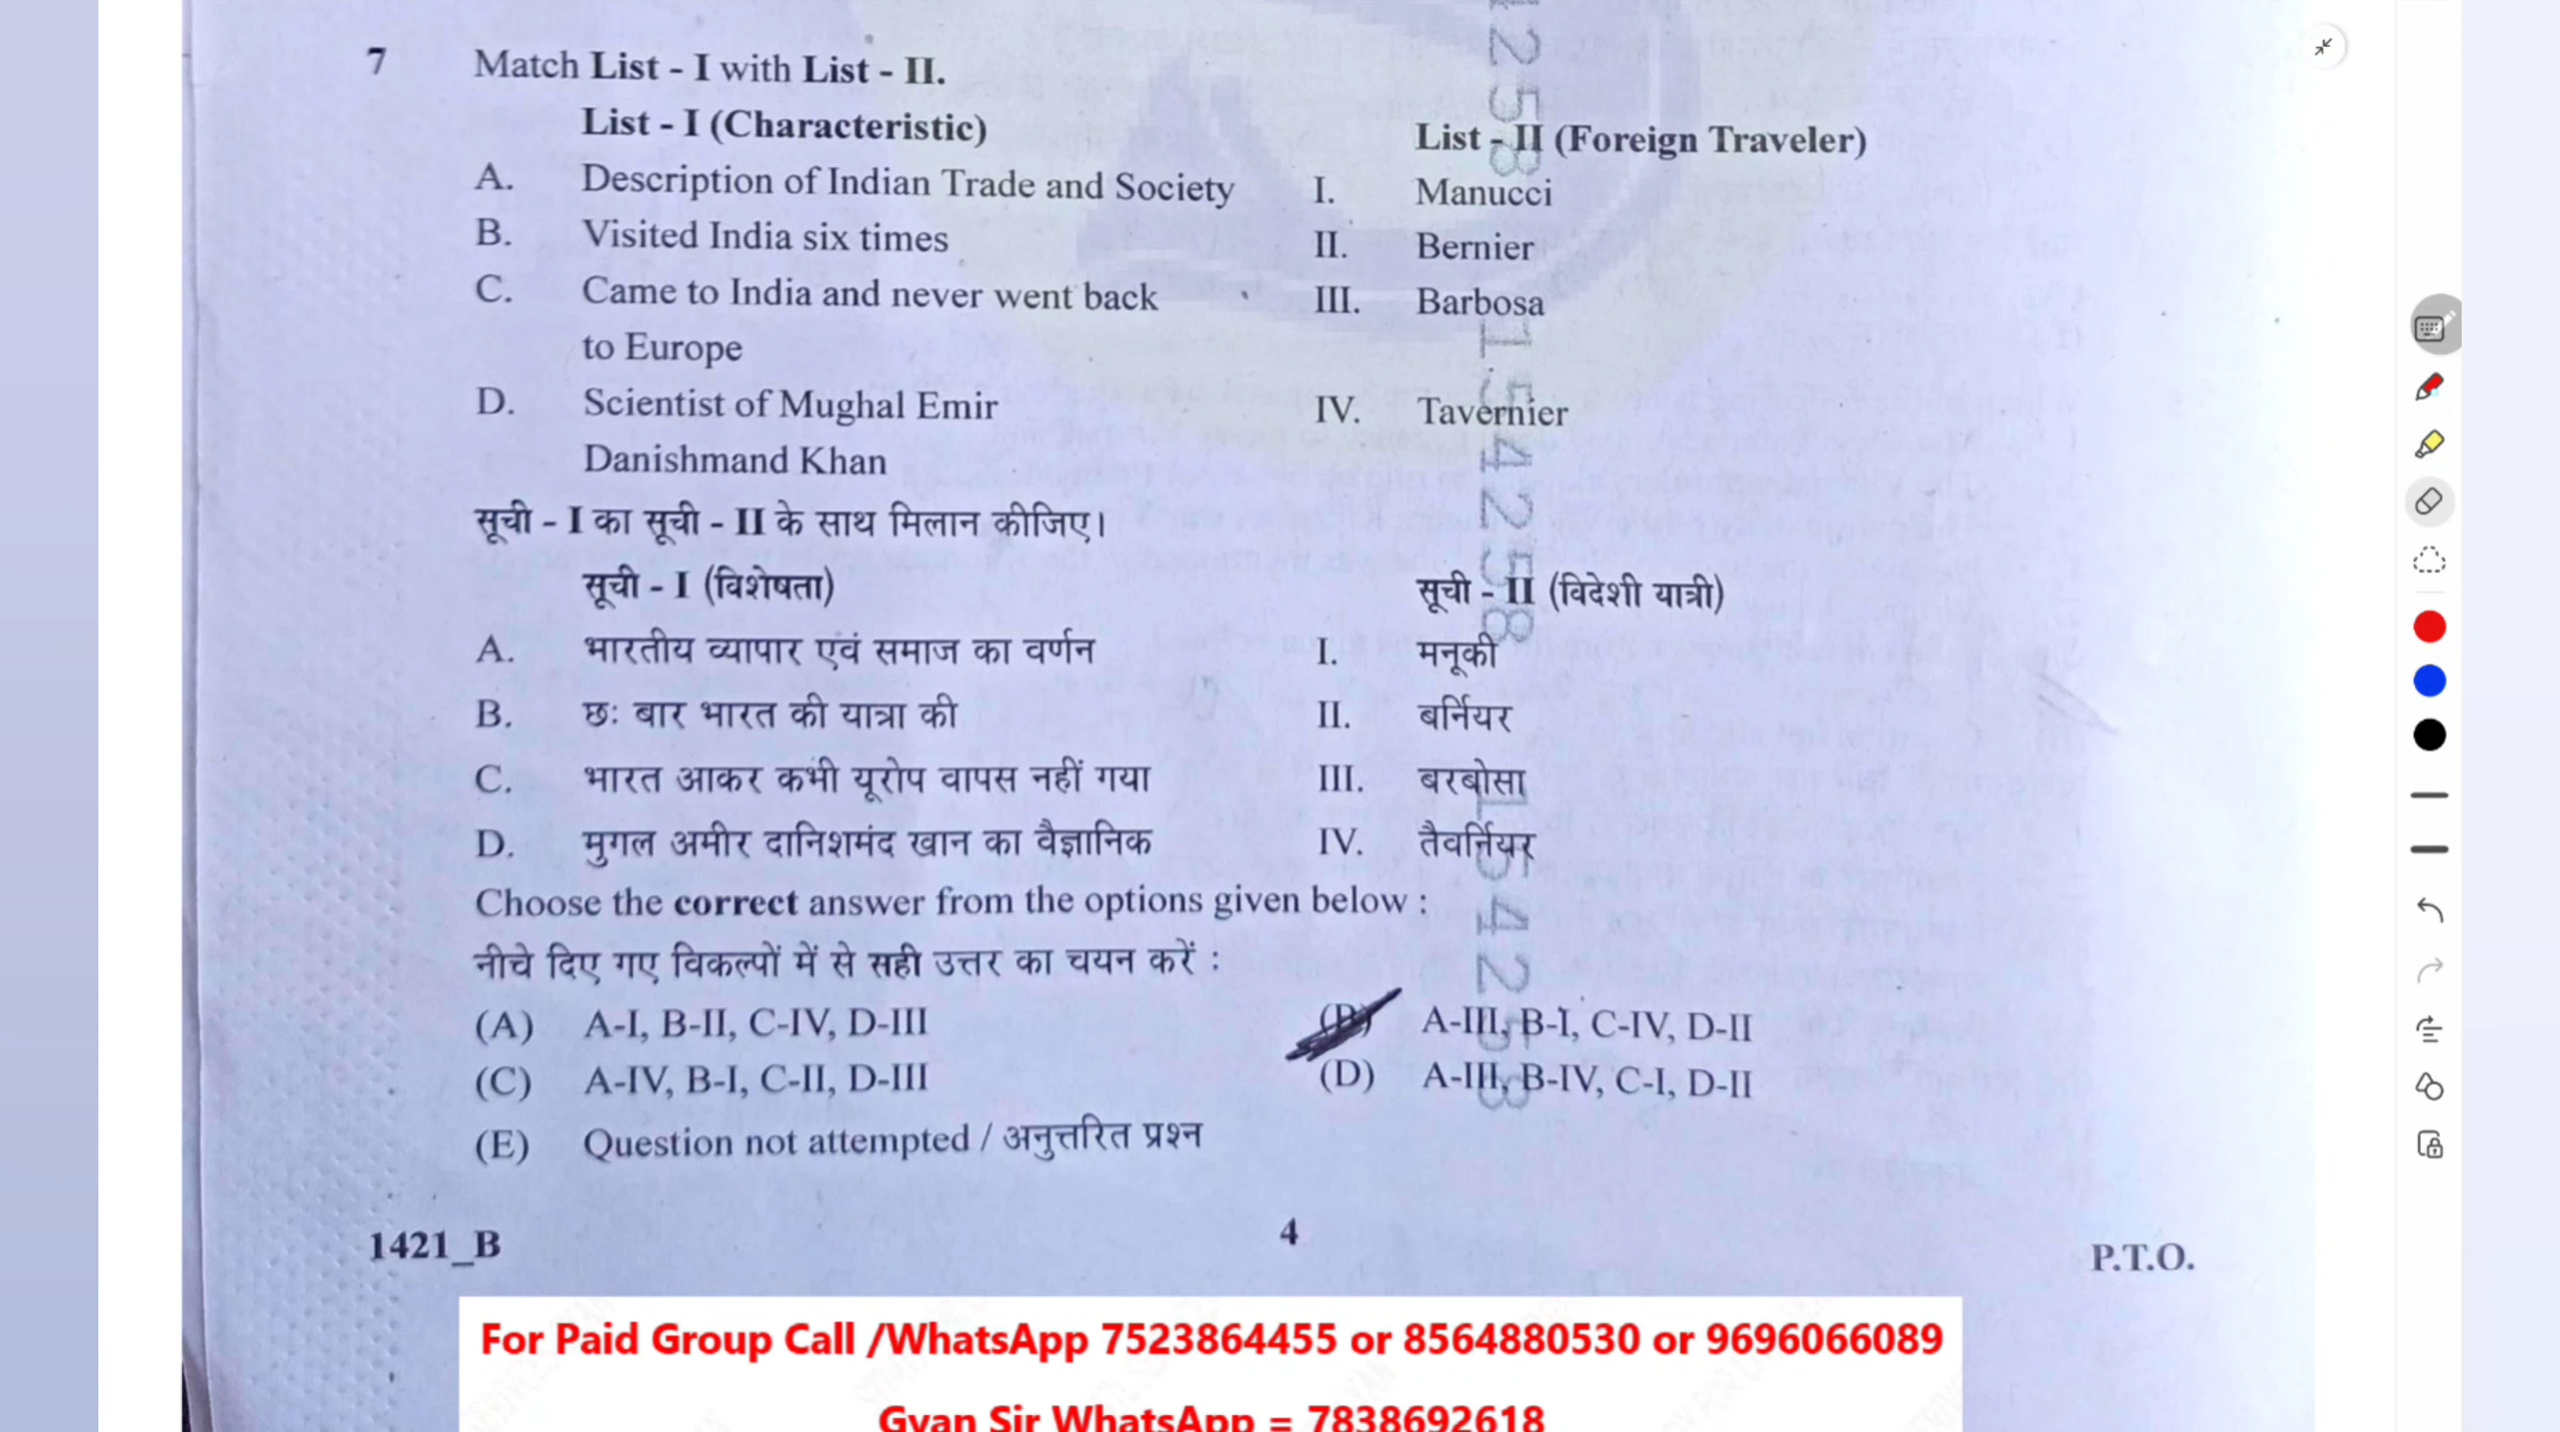 7 Match List - I with List - II.
List - I (Characteristic) List - II (Foreign Traveler)
A. Description of Indian Trade and Society I. Manucci
B. Visited India six times II. Bernier
C. Came to India and never went back III. Barbosa
to Europe
D. Scientist of Mughal Emir IV. Tavernier
Danishmand Khan
सूची - I का सूची - II के साथ मिलान कीजिए।
सूची - I (विशेषता) सूची - II (विदेशी यात्री)
A. भारतीय व्यापार एवं समाज का वर्णन I. मनूकी
B. छः बार भारत की यात्रा की II. बर्नियर
C. भारत आकर कभी यूरोप वापस नहीं गया III. बरबोसा
D. मुगल अमीर दानिशमंद खान का वैज्ञानिक IV. तैवर्नियर
Choose the correct answer from the options given below :
नीचे दिए गए विकल्पों में से सही उत्तर का चयन करें :
(A) A-I, B-II, C-IV, D-III (B) A-III, B-I, C-IV, D-II
(C) A-IV, B-I, C-II, D-III (D) A-III, B-IV, C-I, D-II
(E) Question not attempted / अनुत्तरित प्रश्न
1421_B 4 P.T.O.
For Paid Group Call /WhatsApp 7523864455 or 8564880530 or 9696066089
Gyan Sir WhatsApp = 7838692618